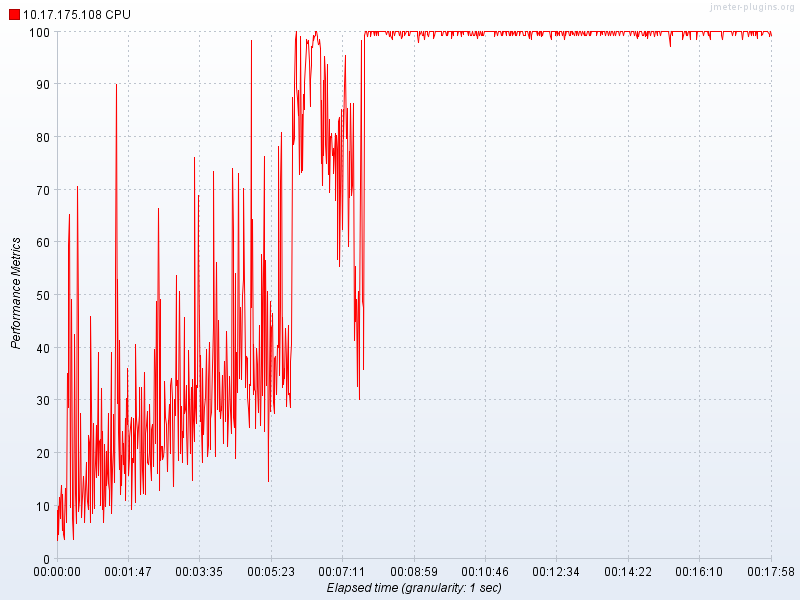 10.17.175.108 CPU
jmeter-plugins.org
100
90
80
70
60
50
40
30
20
10
0
Performance Metrics
00:00:00 00:01:47 00:03:35 00:05:23 00:07:11 00:08:59 00:10:46 00:12:34 00:14:22 00:16:10 00:17:58
Elapsed time (granularity: 1 sec)